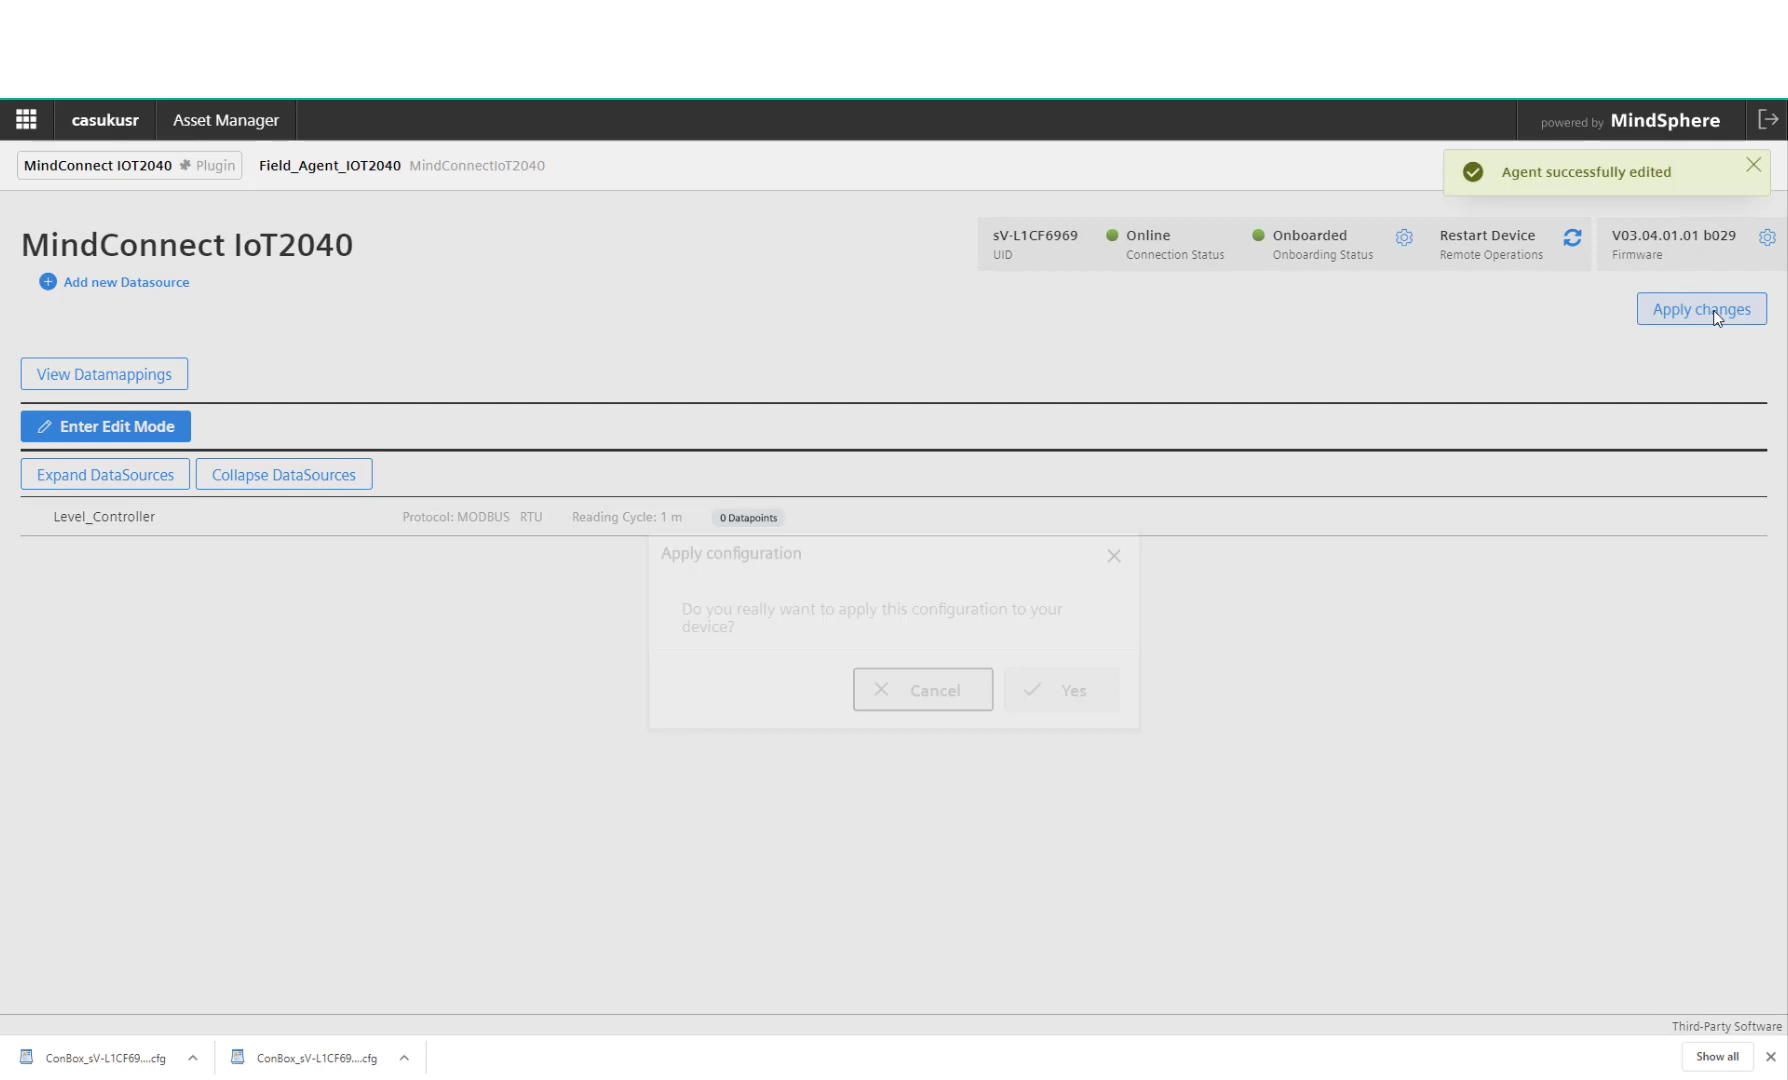 casukusr Asset Manager powered by MindSphere
MindConnect IOT2040 Plugin Field_Agent_IOT2040 MindConnectIoT2040
Agent successfully edited
MindConnect IoT2040
sV-L1CF6969 Online Onboarded Restart Device V03.04.01.01 b029
UID Connection Status Onboarding Status Remote Operations Firmware
Add new Datasource
Apply changes
View Datamappings
Enter Edit Mode
Expand DataSources Collapse DataSources
Level_Controller Protocol: MODBUS RTU Reading Cycle: 1 m 0 Datapoints
Apply configuration
Do you really want to apply this configuration to your
device?
Cancel Yes
Third-Party Software
ConBox_sV-L1CF69....cfg ConBox_sV-L1CF69....cfg Show all